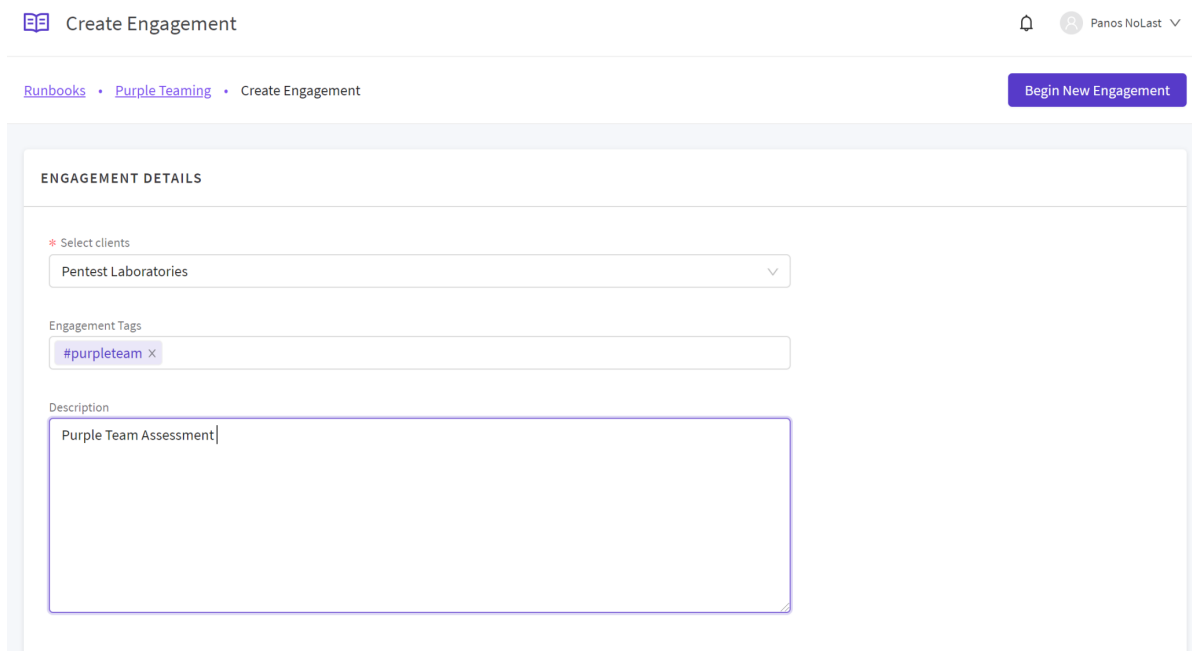 Create Engagement
Panos NoLast
Runbooks • Purple Teaming • Create Engagement
Begin New Engagement
ENGAGEMENT DETAILS
* Select clients
Pentest Laboratories
Engagement Tags
#purpleteam ×
Description
Purple Team Assessment